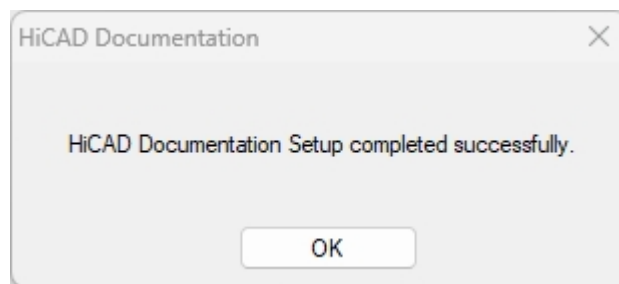 HiCAD Documentation
HiCAD Documentation Setup completed successfully.
OK